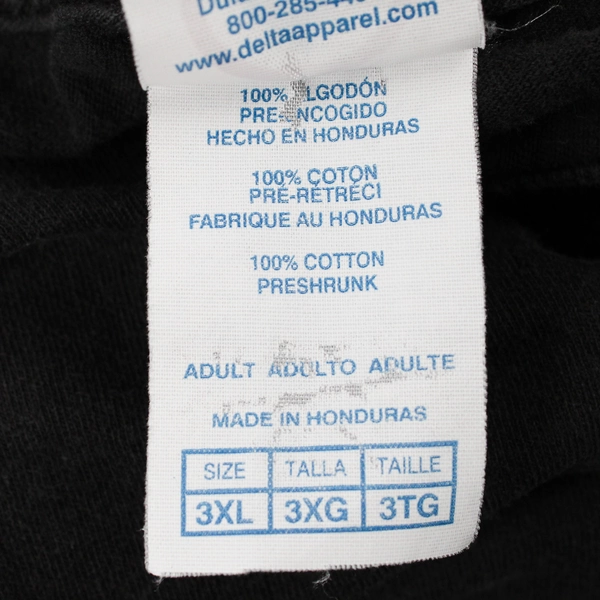 800-285-44
www.deltaapparel.com
100% ALGODÓN
PRE-ENCOGIDO
HECHO EN HONDURAS
100% COTON
PRÉ-RÉTRÉCI
FABRIQUE AU HONDURAS
100% COTTON
PRESHRUNK
ADULT ADULTO ADULTE
MADE IN HONDURAS
SIZE TALLA TAILLE
3XL 3XG 3TG